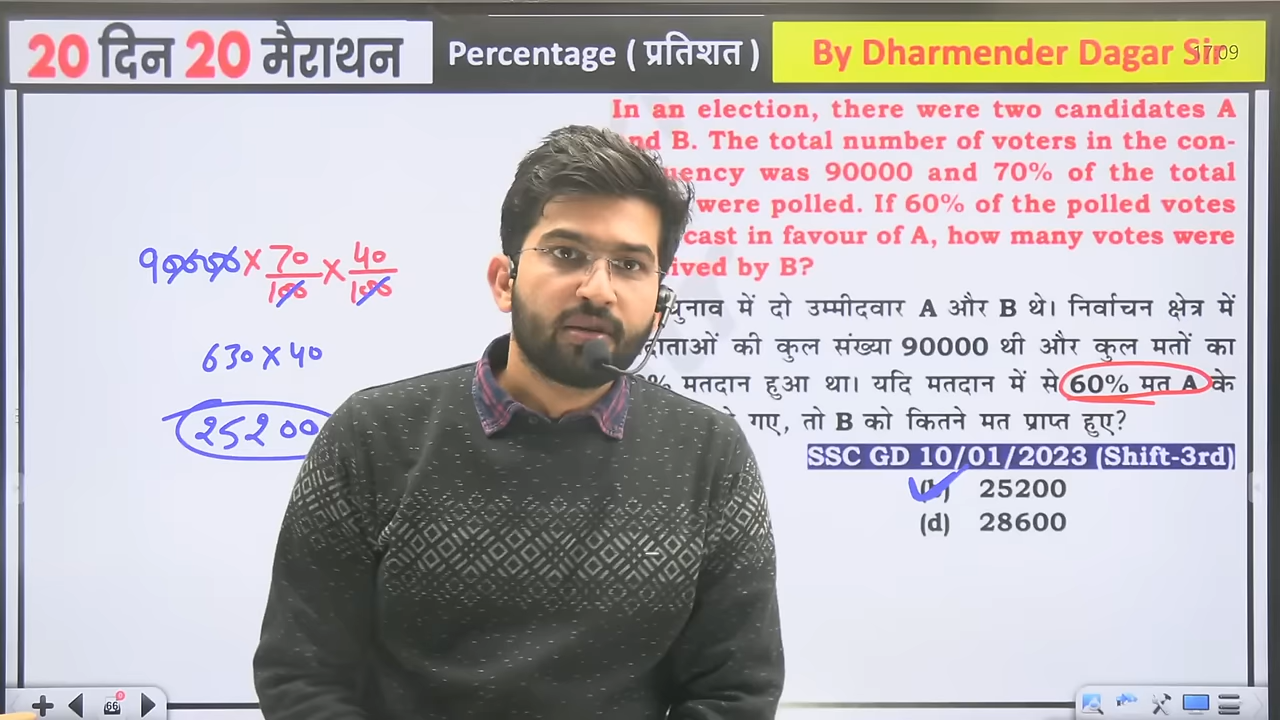 20 दिन 20 मैराथन
Percentage ( प्रतिशत )
By Dharmender Dagar Sir
17:09
In an election, there were two candidates A
nd B. The total number of voters in the con-
uency was 90000 and 70% of the total
were polled. If 60% of the polled votes
cast in favour of A, how many votes were
ived by B?
चुनाव में दो उम्मीदवार A और B थे। निर्वाचन क्षेत्र में
दाताओं की कुल संख्या 90000 थी और कुल मतों का
% मतदान हुआ था। यदि मतदान में से 60% मत A के
गए, तो B को कितने मत प्राप्त हुए?
SSC GD 10/01/2023 (Shift-3rd)
(b) 25200
(d) 28600
90000 × 70/100 × 40/100
630 × 40
25200
66
6